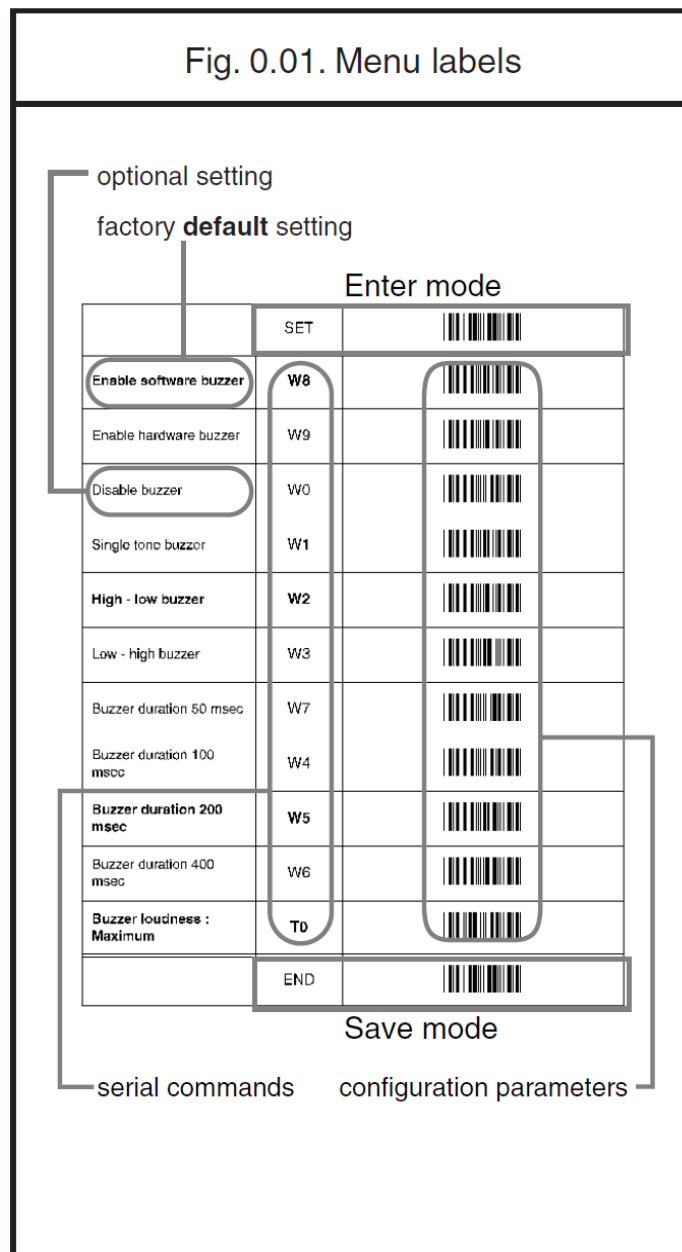 Fig. 0.01. Menu labels
optional setting
factory default setting
Enter mode
SET
Enable software buzzer W8
Enable hardware buzzer W9
Disable buzzer W0
Single tone buzzer W1
High - low buzzer W2
Low - high buzzer W3
Buzzer duration 50 msec W7
Buzzer duration 100
msec W4
Buzzer duration 200
msec W5
Buzzer duration 400
msec W6
Buzzer loudness :
Maximum T0
END
Save mode
serial commands configuration parameters